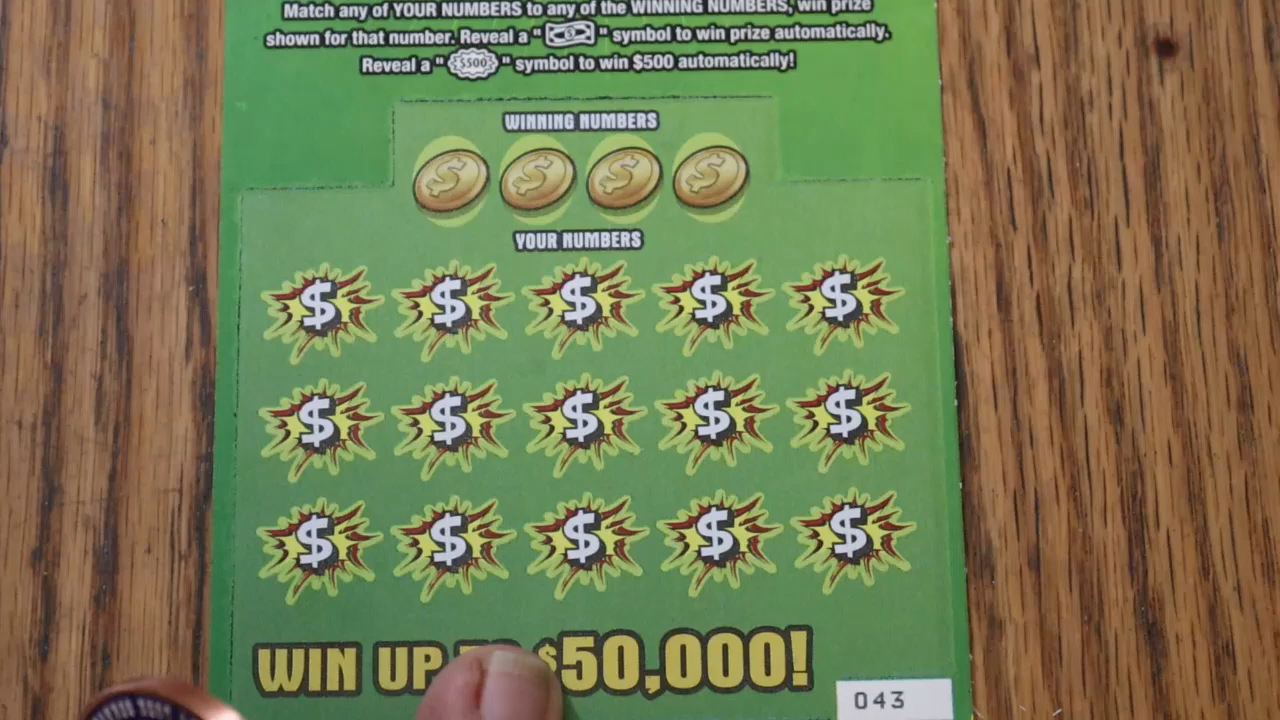 Match any of YOUR NUMBERS to any of the WINNING NUMBERS, win prize
shown for that number. Reveal a " $ " symbol to win prize automatically.
Reveal a " $500 " symbol to win $500 automatically!
WINNING NUMBERS
$ $ $ $
YOUR NUMBERS
$ $ $ $ $
$ $ $ $ $
$ $ $ $ $
WIN UP $50,000!
043